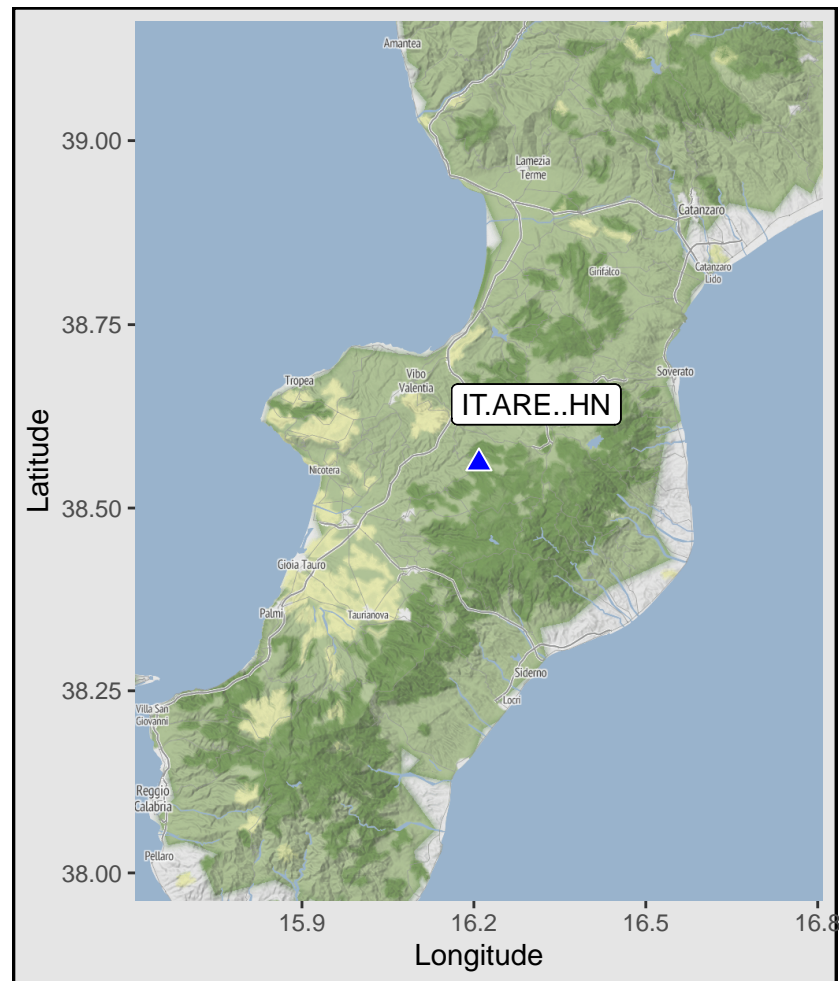 Amantea
39.00
Lamezia
Terme
Catanzaro
Girifalco
Catanzaro
Lido
38.75
Soverato
Tropea
Vibo
Valentia
IT.ARE..HN
Nicotera
38.50
Gioia Tauro
Palmi
Taurianova
Siderno
38.25
Locri
Villa San
Giovanni
Reggio
Calabria
Pellaro
38.00
15.9
16.2
16.5
16.8
Longitude
Latitude